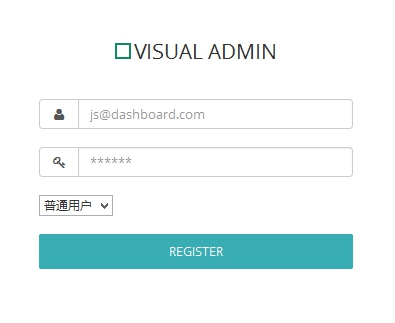 VISUAL ADMIN
js@dashboard.com
******
普通用户
REGISTER